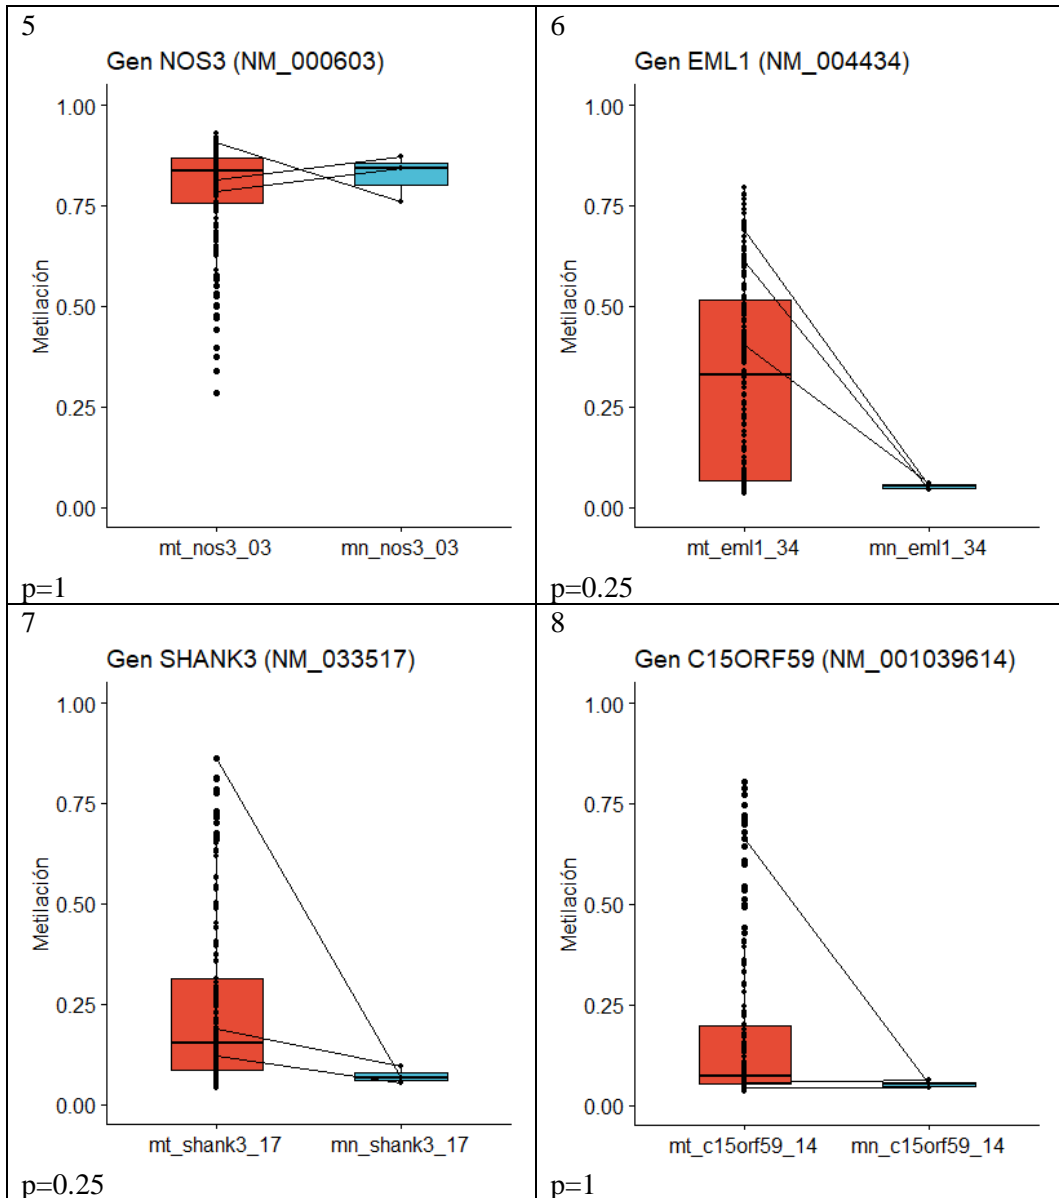 5
Gen NOS3 (NM_000603)
1.00
0.75
0.50
0.25
0.00
Metilación
mt_nos3_03 mn_nos3_03
p=1
6
Gen EML1 (NM_004434)
1.00
0.75
0.50
0.25
0.00
Metilación
mt_eml1_34 mn_eml1_34
p=0.25
7
Gen SHANK3 (NM_033517)
1.00
0.75
0.50
0.25
0.00
Metilación
mt_shank3_17 mn_shank3_17
p=0.25
8
Gen C15ORF59 (NM_001039614)
1.00
0.75
0.50
0.25
0.00
Metilación
mt_c15orf59_14 mn_c15orf59_14
p=1